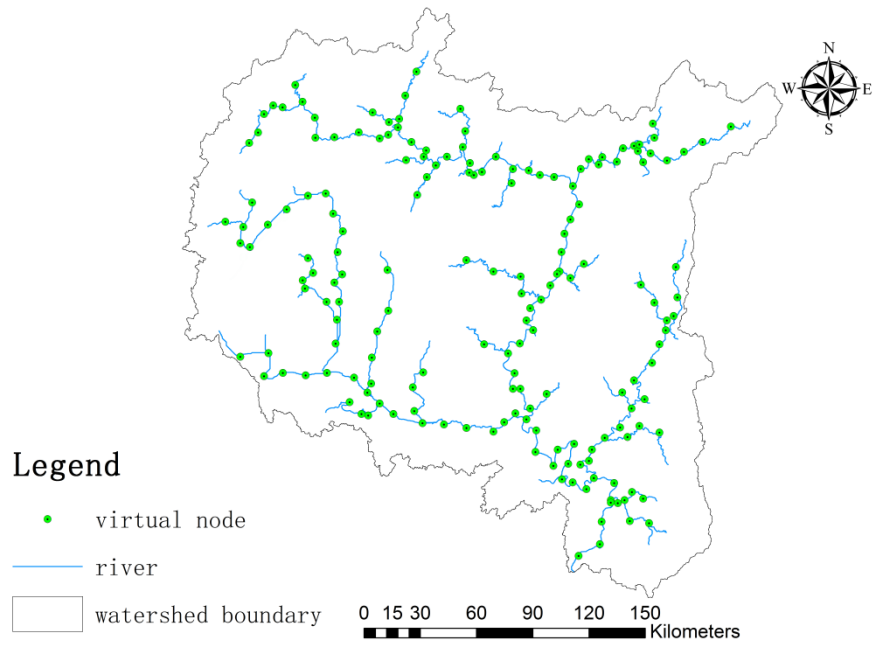 N
W E
S
Legend
virtual node
river
watershed boundary
0 15 30 60 90 120 150
Kilometers